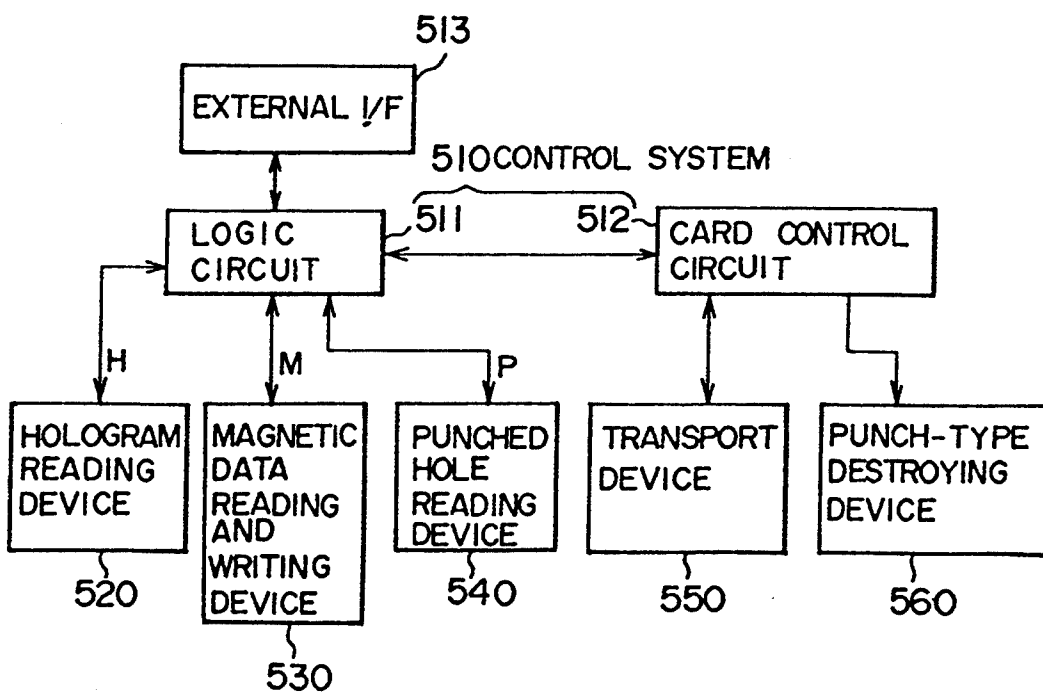 513
EXTERNAL I/F
510 CONTROL SYSTEM
511
512
LOGIC
CIRCUIT
CARD CONTROL
CIRCUIT
H
M
P
HOLOGRAM
READING
DEVICE
MAGNETIC
DATA
READING
AND
WRITING
DEVICE
PUNCHED
HOLE
READING
DEVICE
TRANSPORT
DEVICE
PUNCH-TYPE
DESTROYING
DEVICE
520
530
540
550
560